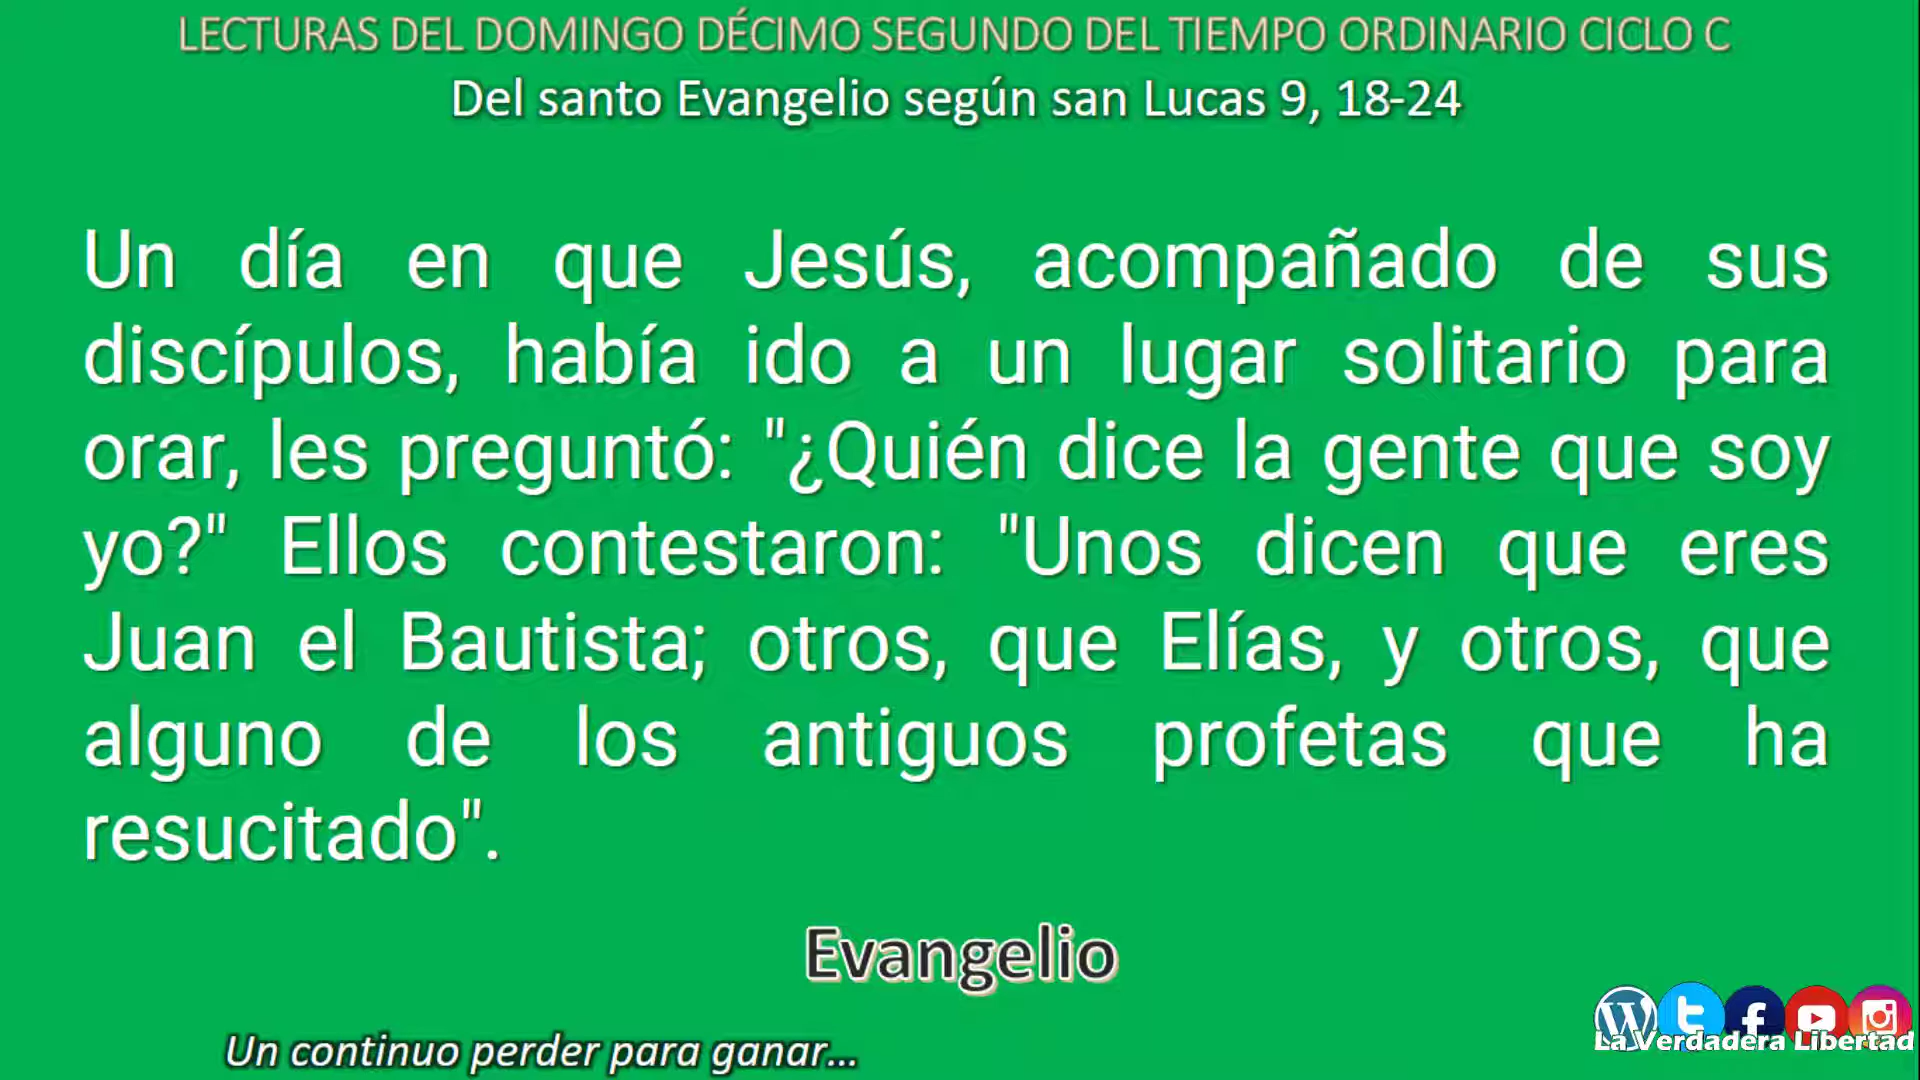 LECTURAS DEL DOMINGO DÉCIMO SEGUNDO DEL TIEMPO ORDINARIO CICLO C
Del santo Evangelio según san Lucas 9, 18-24
Un día en que Jesús, acompañado de sus
discípulos, había ido a un lugar solitario para
orar, les preguntó: "¿Quién dice la gente que soy
yo?" Ellos contestaron: "Unos dicen que eres
Juan el Bautista; otros, que Elías, y otros, que
alguno de los antiguos profetas que ha
resucitado".
Evangelio
Un continuo perder para ganar...
La Verdadera Libertad